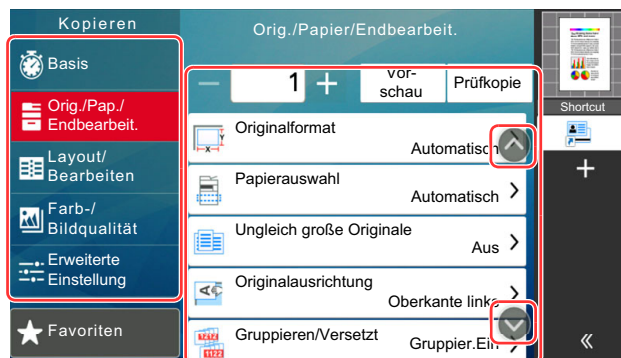 Kopieren
Basis
Orig./Pap./
Endbearbeit.
Layout/
Bearbeiten
Farb-/
Bildqualität
Erweiterte
Einstellung
Favoriten
Orig./Papier/Endbearbeit.
1
Vor-
schau
Prüfkopie
Originalformat
Automatisch
Papierauswahl
Automatisch
Ungleich große Originale
Aus
Originalausrichtung
Oberkante links
Gruppieren/Versetzt
Gruppier.Ein
Shortcut